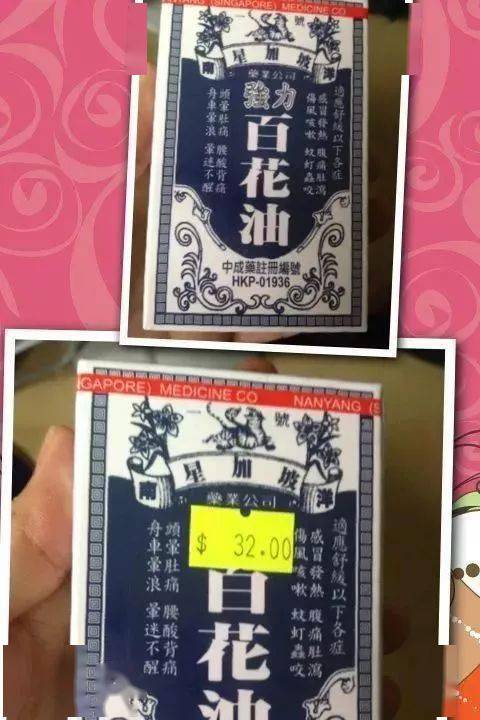 NYANG (SINGAPORE) MEDICINE CO
一 號
星加坡
南 洋
藥業公司
適應舒緩以下各症
感冒發熱 腹痛肚瀉
傷風咳嗽 蚊虰蟲咬
強力
百花油
頭暈肚痛 腰酸背痛
舟車暈浪 暈迷不醒
中成藥註冊編號
HKP-01936
NGAPORE) MEDICINE CO NANYANG (S
一 號
星加坡
南 洋
藥業公司
$ 32.00
適應舒緩以下各症
感冒發熱 腹痛肚瀉
傷風咳嗽 蚊虰蟲咬
百花油
頭暈肚痛 腰酸背痛
舟車暈浪 暈迷不醒